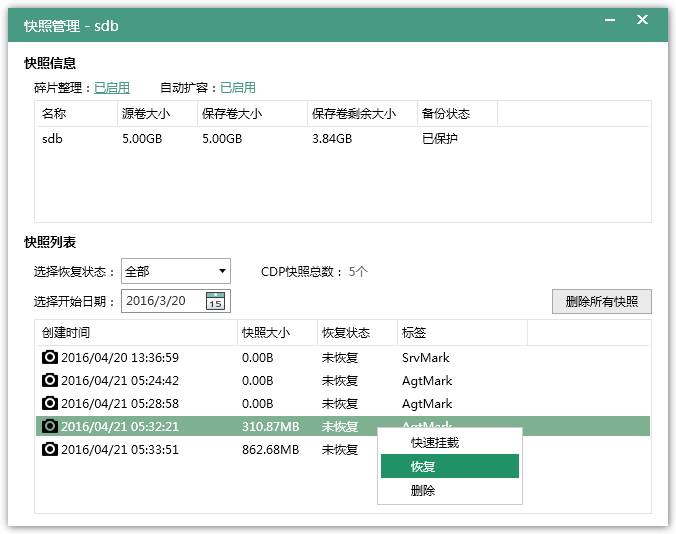 快照管理 - sdb
快照信息
碎片整理：已启用 自动扩容：已启用
名称 源卷大小 保存卷大小 保存卷剩余大小 备份状态
sdb 5.00GB 5.00GB 3.84GB 已保护
快照列表
选择恢复状态： 全部 CDP快照总数： 5个
选择开始日期： 2016/3/20 15 删除所有快照
创建时间 快照大小 恢复状态 标签
2016/04/20 13:36:59 0.00B 未恢复 SrvMark
2016/04/21 05:24:42 0.00B 未恢复 AgtMark
2016/04/21 05:28:58 0.00B 未恢复 AgtMark
2016/04/21 05:32:21 310.87MB 未恢复 AgtMark
2016/04/21 05:33:51 862.68MB 未恢复
快速挂载
恢复
删除